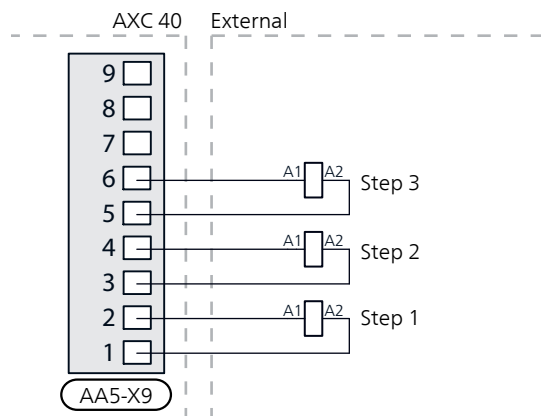 AXC 40 External
9
8
7
6 A1 A2 Step 3
5
4 A1 A2 Step 2
3
2 A1 A2 Step 1
1
AA5-X9